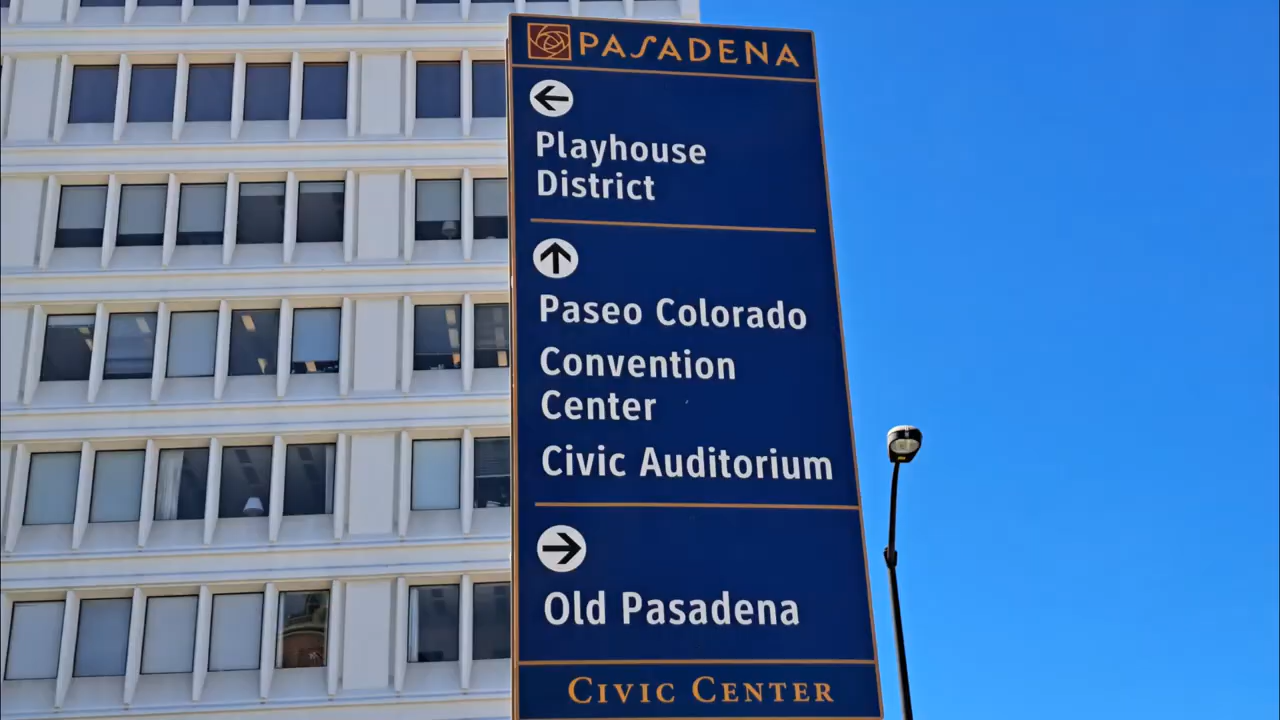 PASADENA
Playhouse
District
Paseo Colorado
Convention
Center
Civic Auditorium
Old Pasadena
CIVIC CENTER